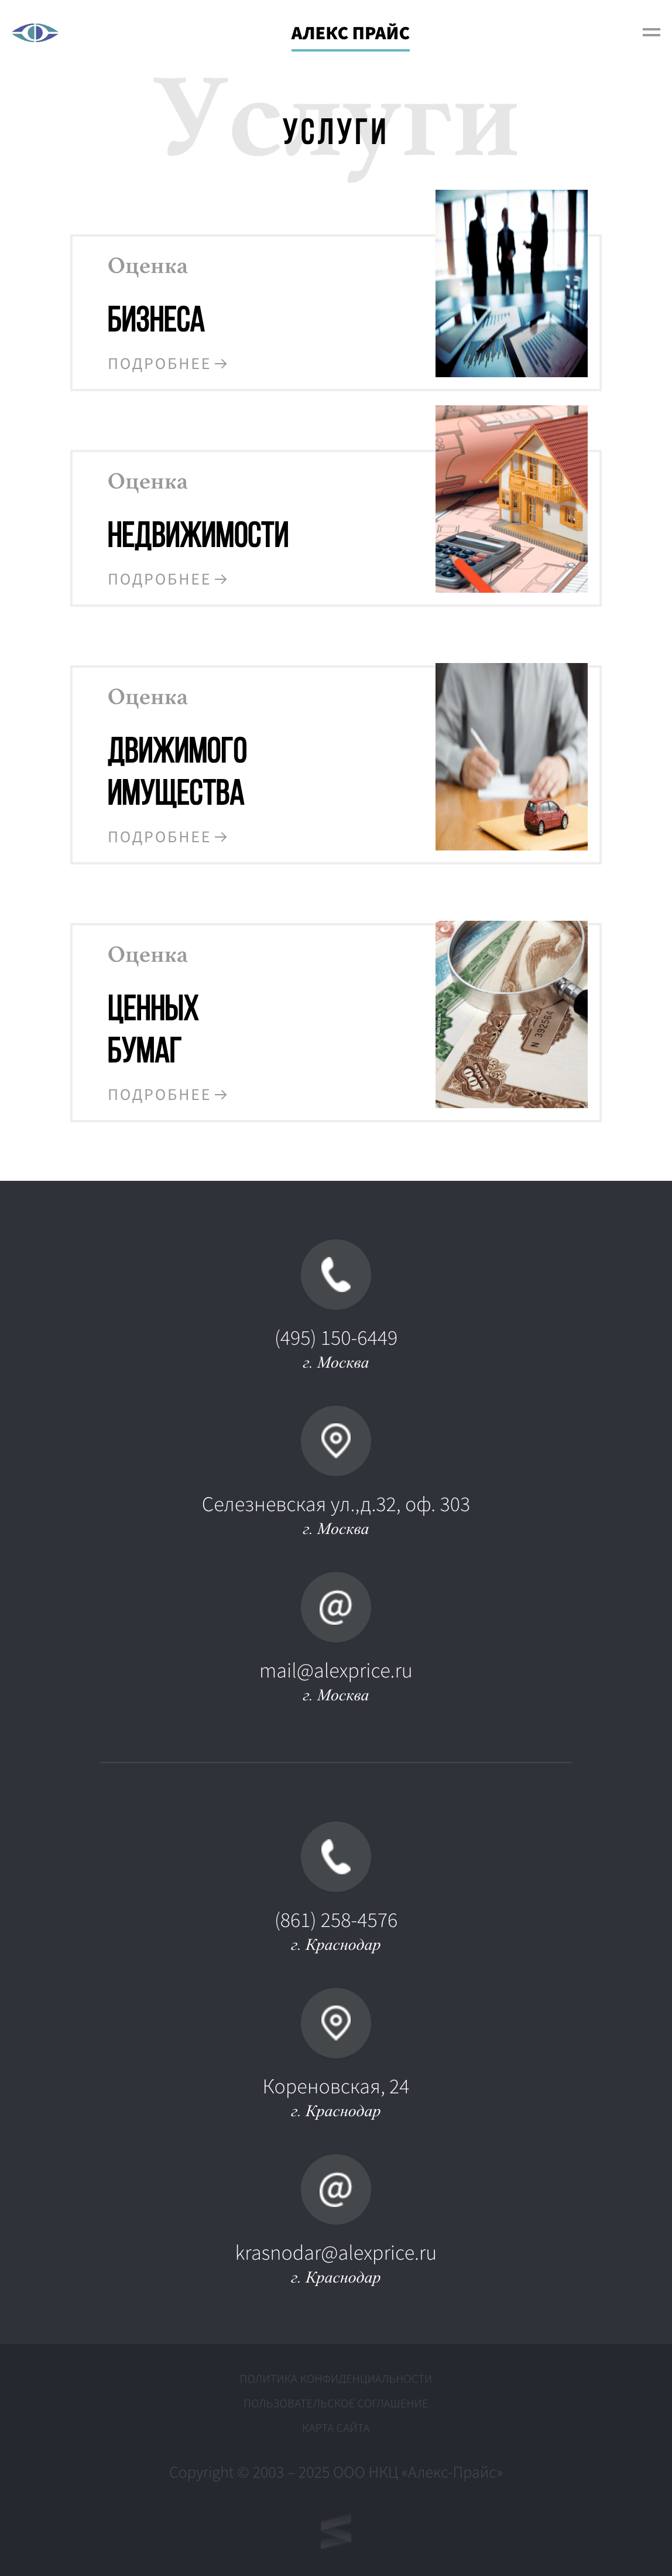 АЛЕКС ПРАЙС
Услуги
УСЛУГИ
Оценка
БИЗНЕСА
ПОДРОБНЕЕ →
Оценка
НЕДВИЖИМОСТИ
ПОДРОБНЕЕ →
Оценка
ДВИЖИМОГО
ИМУЩЕСТВА
ПОДРОБНЕЕ →
Оценка
ЦЕННЫХ
БУМАГ
ПОДРОБНЕЕ →
N 392564
(495) 150-6449
г. Москва
Селезневская ул.,д.32, оф. 303
г. Москва
mail@alexprice.ru
г. Москва
(861) 258-4576
г. Краснодар
Кореновская, 24
г. Краснодар
krasnodar@alexprice.ru
г. Краснодар
ПОЛИТИКА КОНФИДЕНЦИАЛЬНОСТИ
ПОЛЬЗОВАТЕЛЬСКОЕ СОГЛАШЕНИЕ
КАРТА САЙТА
Copyright © 2003 – 2025 ООО НКЦ «Алекс-Прайс»